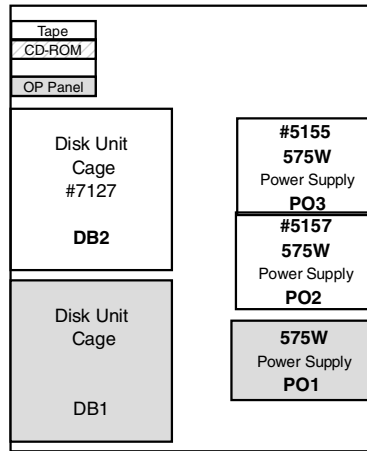 Tape
CD-ROM
OP Panel
Disk Unit
Cage
#7127
DB2
Disk Unit
Cage
DB1
#5155
575W
Power Supply
PO3
#5157
575W
Power Supply
PO2
575W
Power Supply
PO1